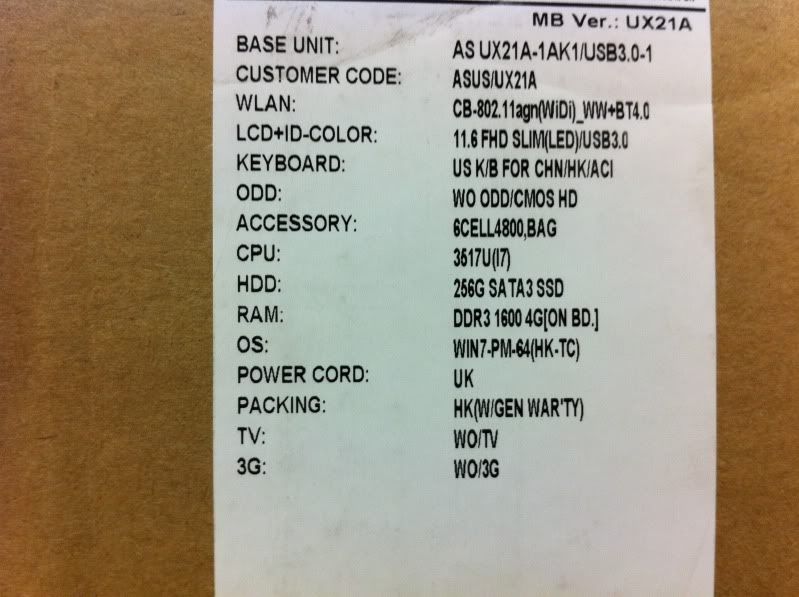 MB Ver.: UX21A
BASE UNIT: AS UX21A-1AK1/USB3.0-1
CUSTOMER CODE: ASUS/UX21A
WLAN: CB-802.11agn(WiDi)_WW+BT4.0
LCD+ID-COLOR: 11.6 FHD SLIM(LED)/USB3.0
KEYBOARD: US K/B FOR CHN/HK/ACI
ODD: WO ODD/CMOS HD
ACCESSORY: 6CELL4800,BAG
CPU: 3517U(I7)
HDD: 256G SATA3 SSD
RAM: DDR3 1600 4G[ON BD.]
OS: WIN7-PM-64(HK-TC)
POWER CORD: UK
PACKING: HK(W/GEN WAR'TY)
TV: WO/TV
3G: WO/3G